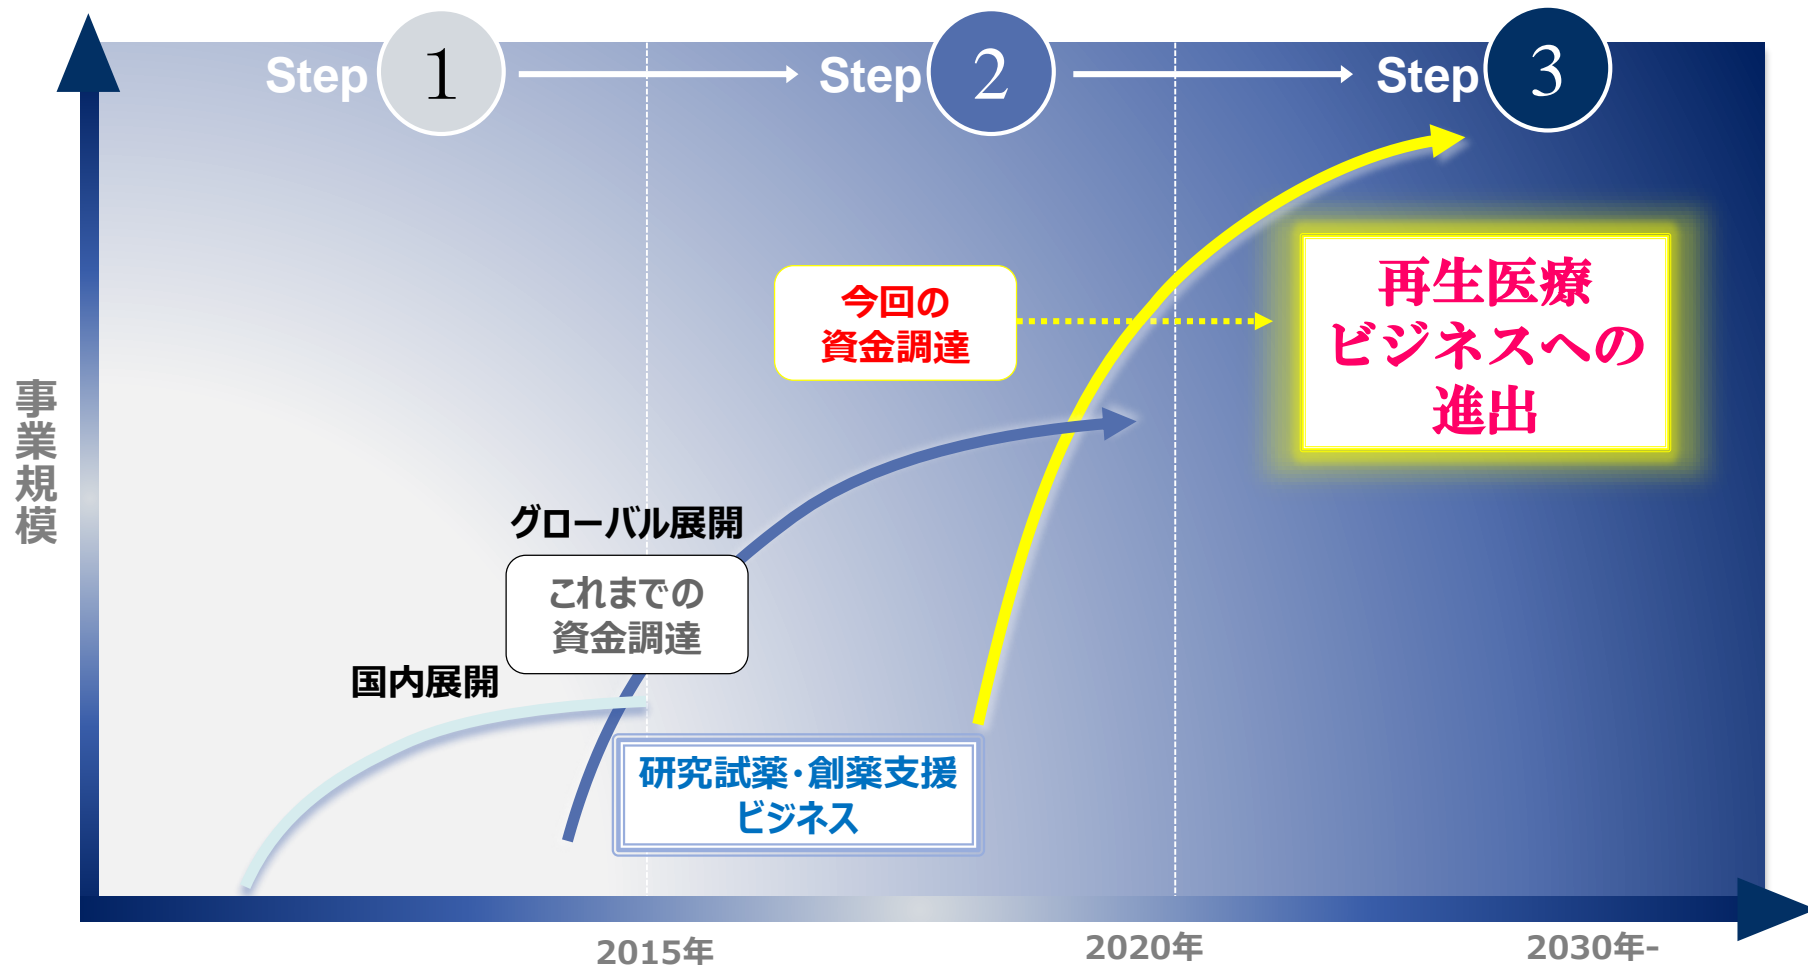 Step 1
Step 2
Step 3
再生医療
ビジネスへの
進出
今回の
資金調達
事業規模
グローバル展開
これまでの
資金調達
国内展開
研究試薬・創薬支援
ビジネス
2015年
2020年
2030年-